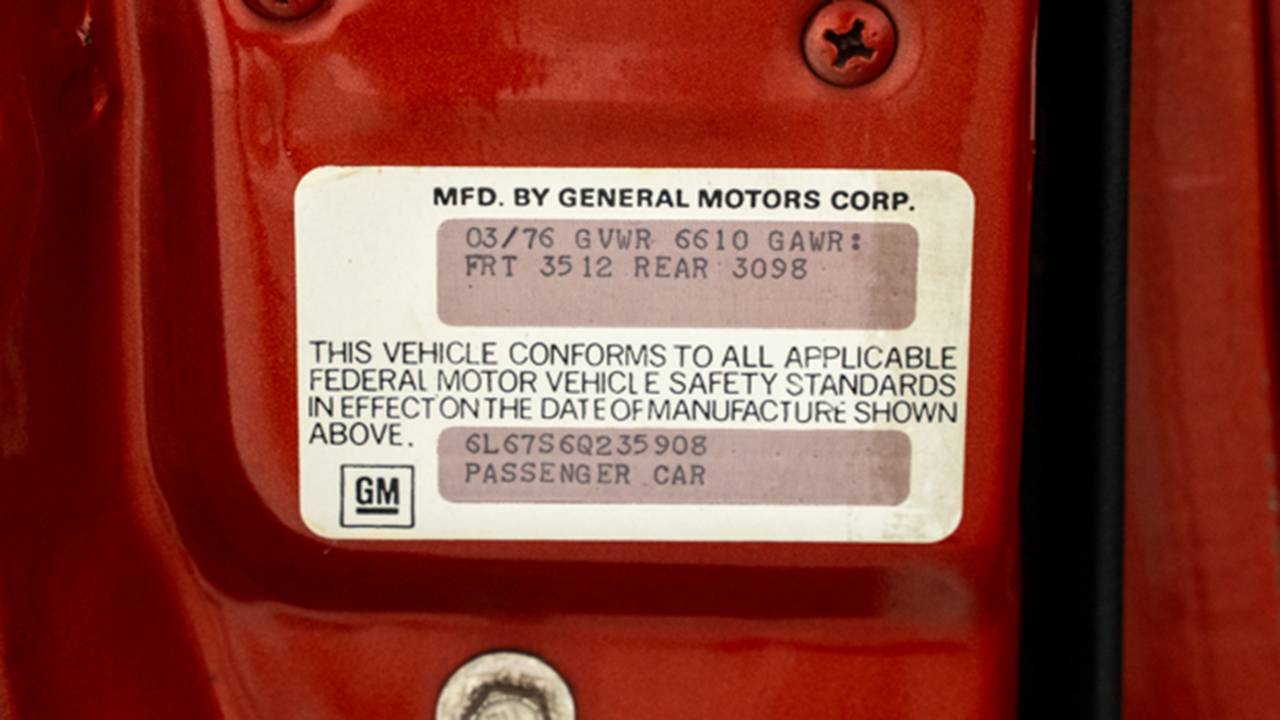 MFD. BY GENERAL MOTORS CORP.
03/76 GVWR 6610 GAWR:
FRT 3512 REAR 3098
THIS VEHICLE CONFORMS TO ALL APPLICABLE
FEDERAL MOTOR VEHICLE SAFETY STANDARDS
IN EFFECT ON THE DATE OF MANUFACTURE SHOWN
ABOVE.
6L67S6Q235908
PASSENGER CAR
GM